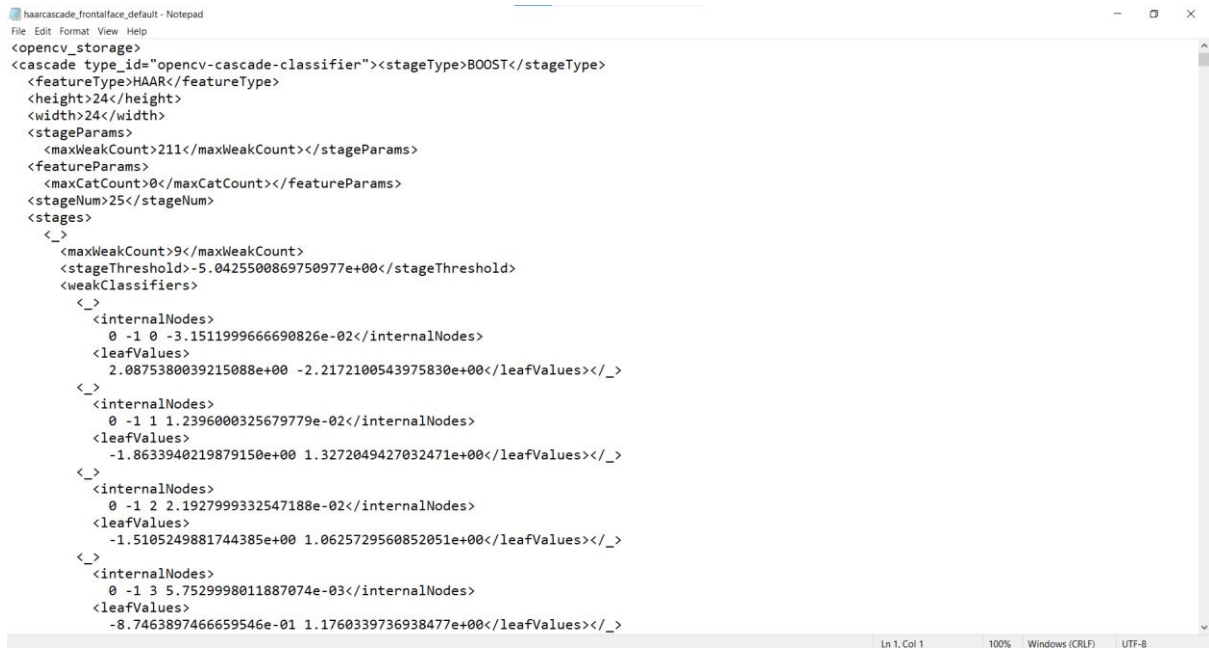 haarcascade_frontalface_default - Notepad
File Edit Format View Help
<opencv_storage>
<cascade type_id="opencv-cascade-classifier"><stageType>BOOST</stageType>
  <featureType>HAAR</featureType>
  <height>24</height>
  <width>24</width>
  <stageParams>
    <maxWeakCount>211</maxWeakCount></stageParams>
  <featureParams>
    <maxCatCount>0</maxCatCount></featureParams>
  <stageNum>25</stageNum>
  <stages>
    <_>
      <maxWeakCount>9</maxWeakCount>
      <stageThreshold>-5.0425500869750977e+00</stageThreshold>
      <weakClassifiers>
        <_>
          <internalNodes>
            0 -1 0 -3.1511999666690826e-02</internalNodes>
          <leafValues>
            2.0875380039215088e+00 -2.2172100543975830e+00</leafValues></_>
        <_>
          <internalNodes>
            0 -1 1 1.2396000325679779e-02</internalNodes>
          <leafValues>
            -1.8633940219879150e+00 1.3272049427032471e+00</leafValues></_>
        <_>
          <internalNodes>
            0 -1 2 2.1927999332547188e-02</internalNodes>
          <leafValues>
            -1.5105249881744385e+00 1.0625729560852051e+00</leafValues></_>
        <_>
          <internalNodes>
            0 -1 3 5.7529998011887074e-03</internalNodes>
          <leafValues>
            -8.7463897466659546e-01 1.1760339736938477e+00</leafValues></_>
Ln 1, Col 1 100% Windows (CRLF) UTF-8